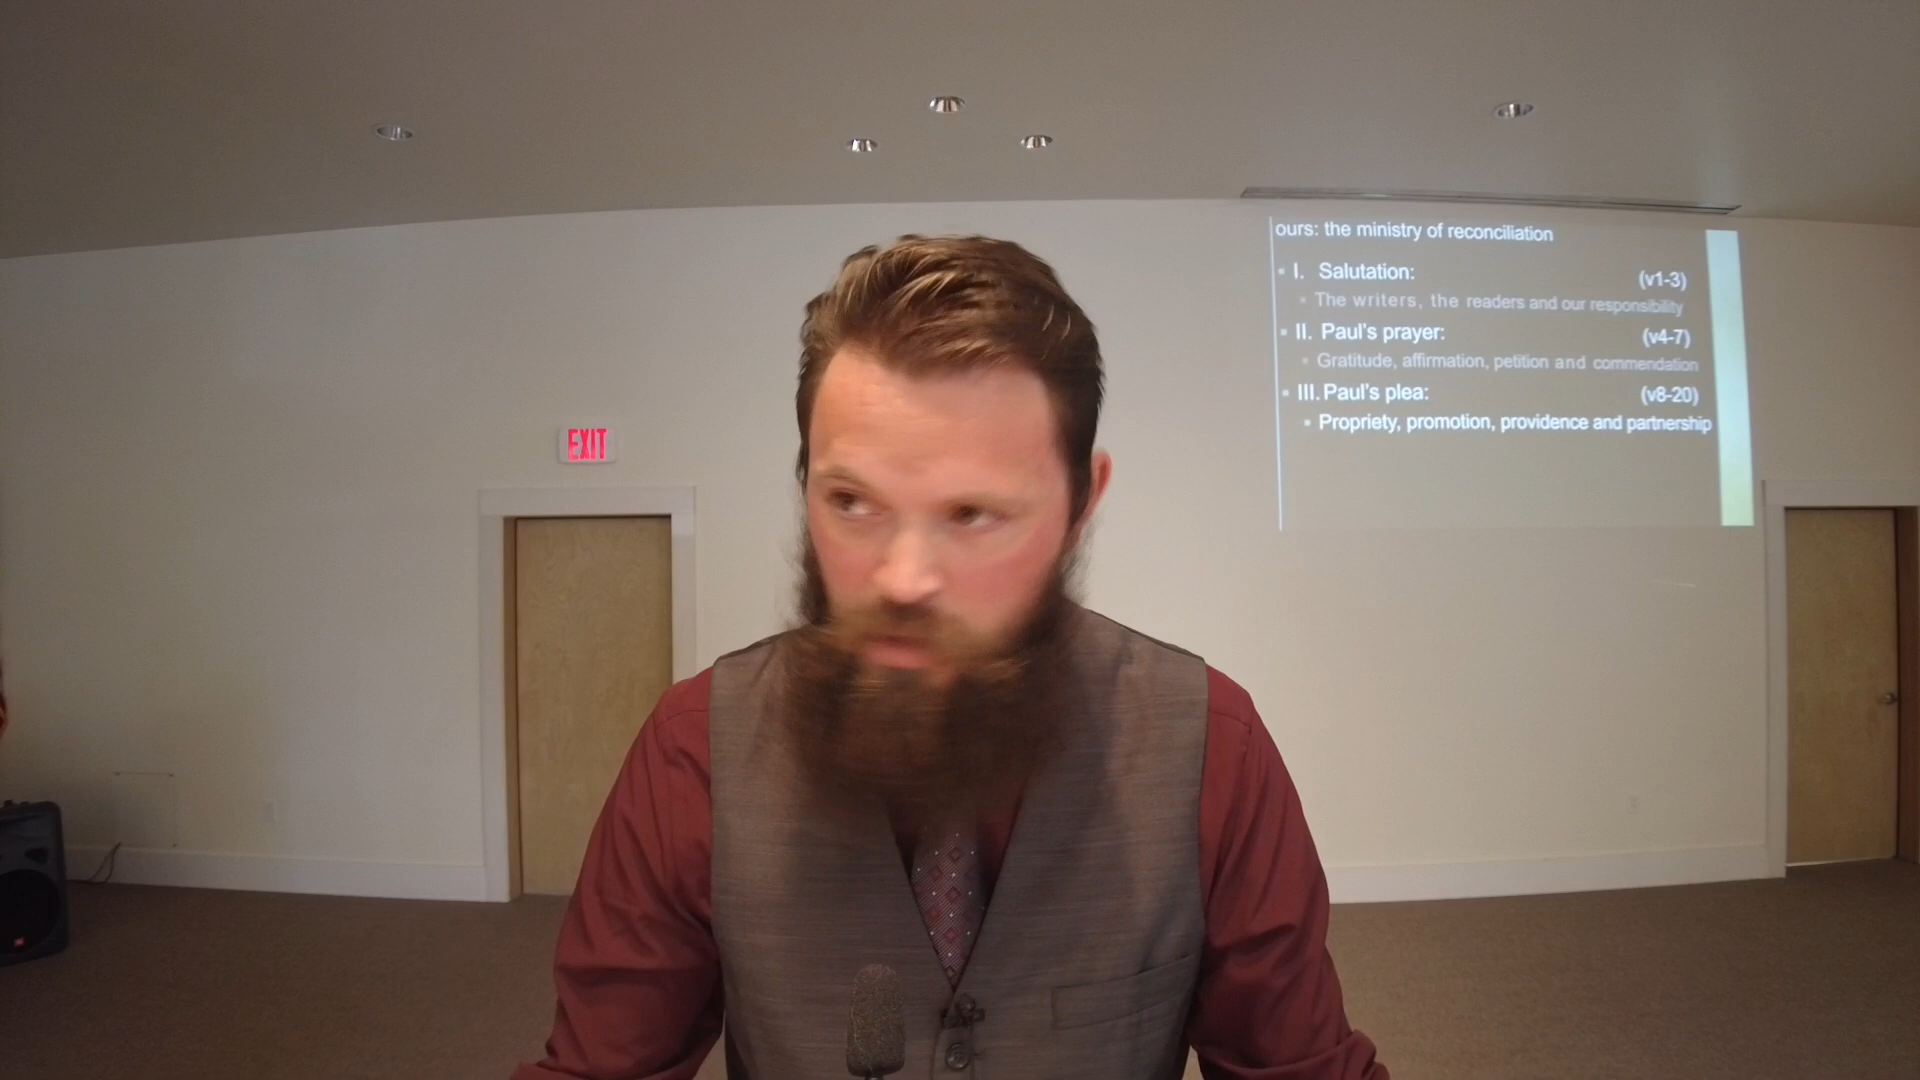 EXIT
ours: the ministry of reconciliation
I. Salutation: (v1-3)
The writers, the readers and our responsibility
II. Paul's prayer: (v4-7)
Gratitude, affirmation, petition and commendation
III. Paul's plea: (v8-20)
Propriety, promotion, providence and partnership